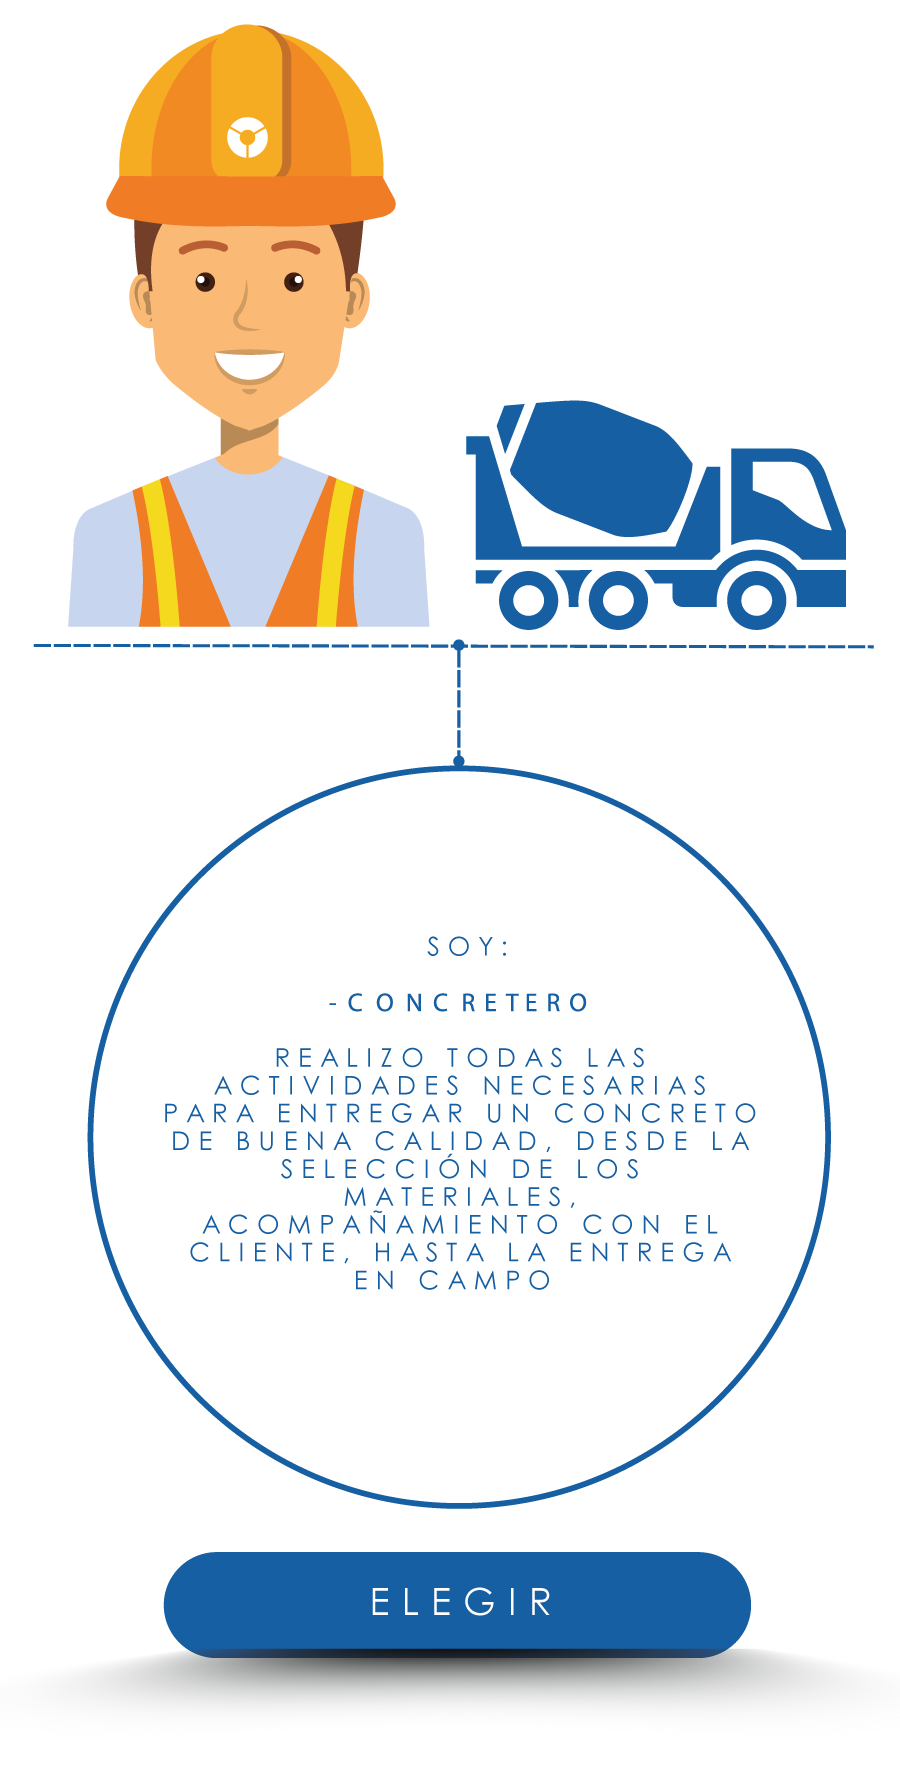 SOY:
-CONCRETERO
REALIZO TODAS LAS
ACTIVIDADES NECESARIAS
PARA ENTREGAR UN CONCRETO
DE BUENA CALIDAD, DESDE LA
SELECCIÓN DE LOS
MATERIALES,
ACOMPAÑAMIENTO CON EL
CLIENTE, HASTA LA ENTREGA
EN CAMPO
ELEGIR